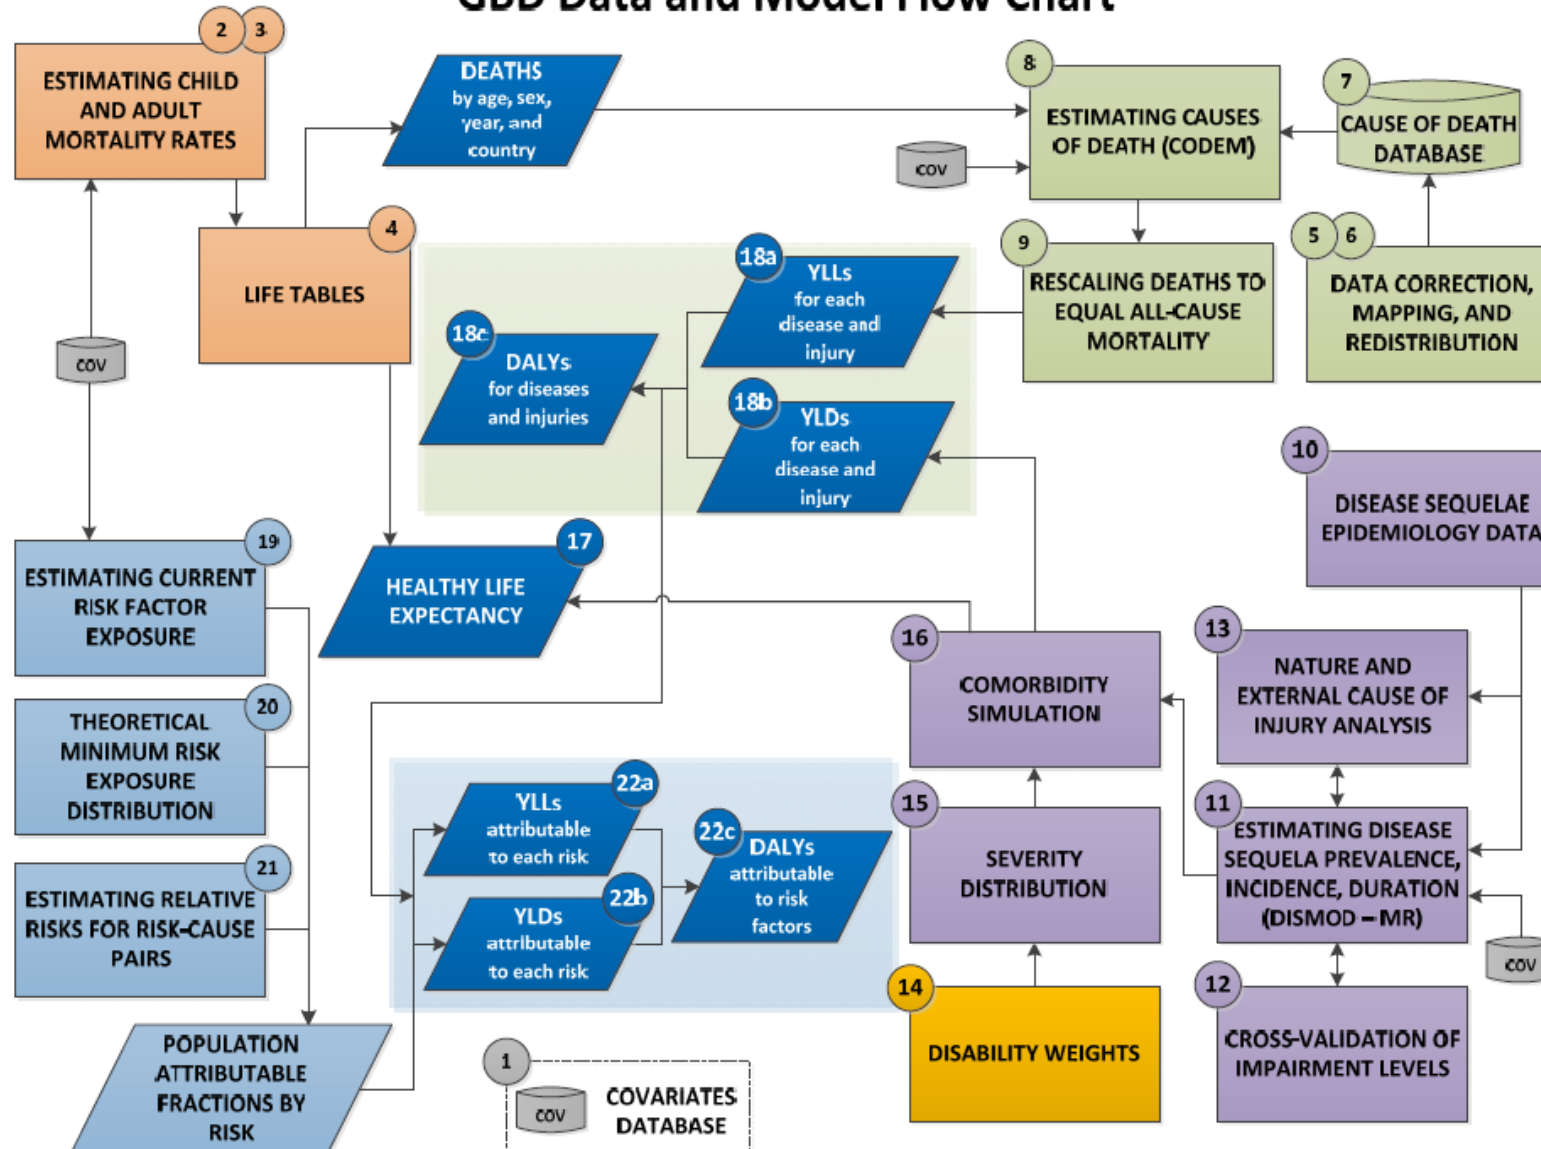 GBD Data and Model Flow Chart
2 3
ESTIMATING CHILD
AND ADULT
MORTALITY RATES
DEATHS
by age, sex,
year, and
country
8
ESTIMATING CAUSES
OF DEATH (CODEM)
7
CAUSE OF DEATH
DATABASE
cov
4
LIFE TABLES
18a
YLLs
for each
disease and
injury
9
RESCALING DEATHS TO
EQUAL ALL-CAUSE
MORTALITY
5 6
DATA CORRECTION,
MAPPING, AND
REDISTRIBUTION
cov
18c
DALYs
for diseases
and injuries
18b
YLDs
for each
disease and
injury
10
DISEASE SEQUELAE
EPIDEMIOLOGY DATA
19
ESTIMATING CURRENT
RISK FACTOR
EXPOSURE
17
HEALTHY LIFE
EXPECTANCY
16
COMORBIDITY
SIMULATION
13
NATURE AND
EXTERNAL CAUSE OF
INJURY ANALYSIS
20
THEORETICAL
MINIMUM RISK
EXPOSURE
DISTRIBUTION
22a
YLLs
attributable
to each risk
22c
DALYs
attributable
to risk
factors
15
SEVERITY
DISTRIBUTION
11
ESTIMATING DISEASE
SEQUELA PREVALENCE,
INCIDENCE, DURATION
(DISMOD – MR)
21
ESTIMATING RELATIVE
RISKS FOR RISK-CAUSE
PAIRS
22b
YLDs
attributable
to each risk
cov
14
DISABILITY WEIGHTS
12
CROSS-VALIDATION OF
IMPAIRMENT LEVELS
POPULATION
ATTRIBUTABLE
FRACTIONS BY
RISK
1
cov
COVARIATES
DATABASE